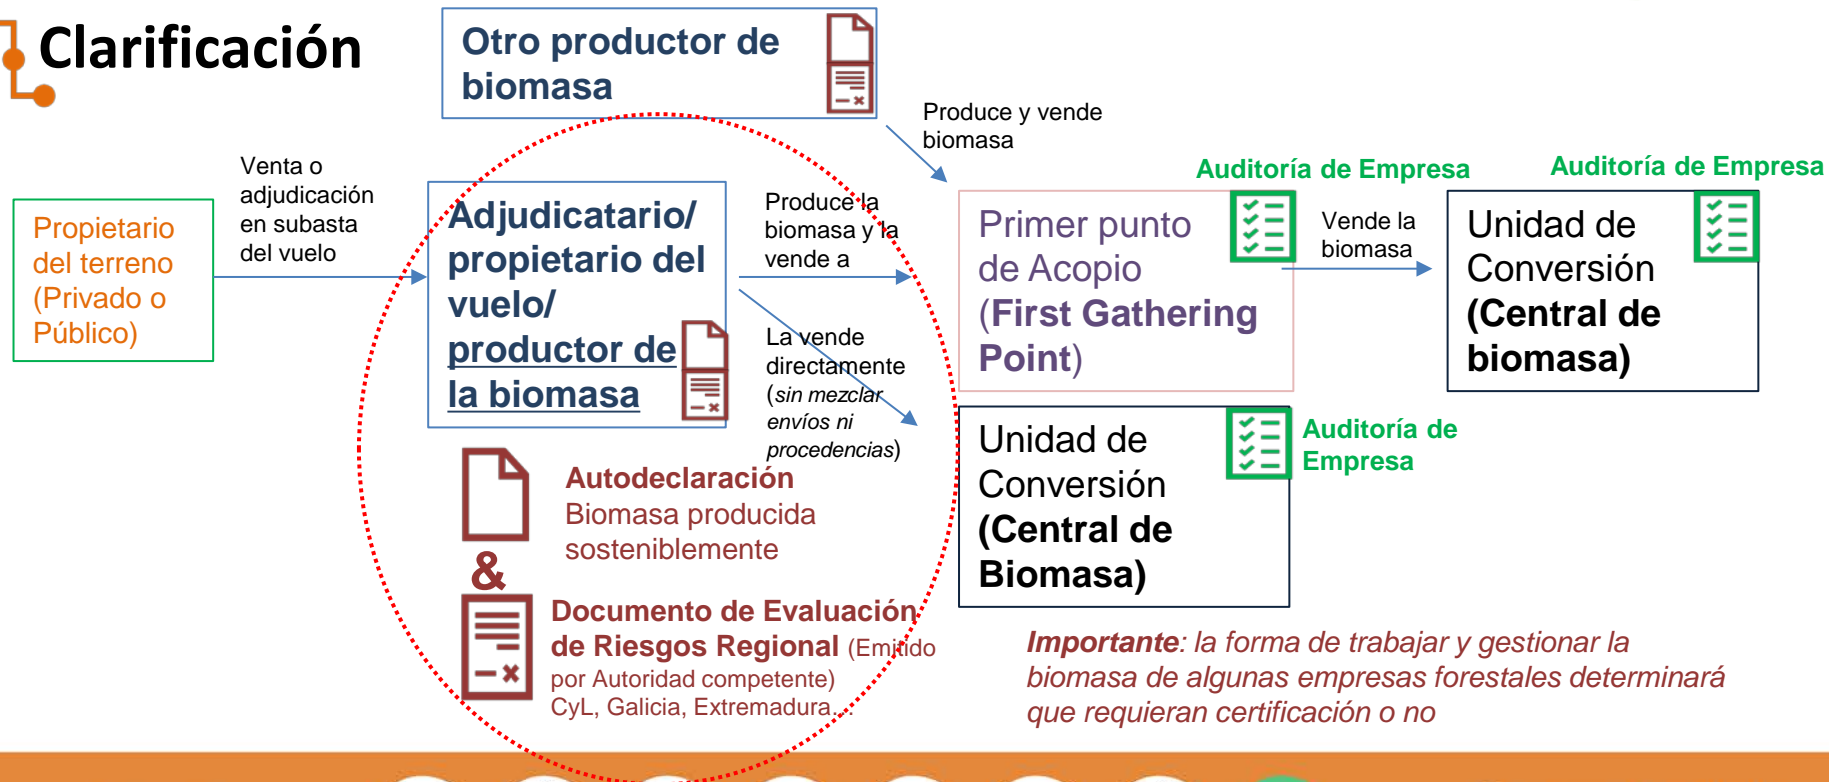 Clarificación
Otro productor de
biomasa
Produce y vende
biomasa
Venta o
adjudicación
en subasta
del vuelo
Propietario
del terreno
(Privado o
Público)
Adjudicatario/
propietario del
vuelo/
productor de
la biomasa
Produce la
biomasa y la
vende a
La vende
directamente
(sin mezclar
envíos ni
procedencias)
Auditoría de Empresa
Primer punto
de Acopio
(First Gathering
Point)
Vende la
biomasa
Auditoría de Empresa
Unidad de
Conversión
(Central de
biomasa)
Unidad de
Conversión
(Central de
Biomasa)
Auditoría de
Empresa
Autodeclaración
Biomasa producida
sosteniblemente
&
Documento de Evaluación
de Riesgos Regional (Emitido
por Autoridad competente)
CyL, Galicia, Extremadura...
Importante: la forma de trabajar y gestionar la
biomasa de algunas empresas forestales determinará
que requieran certificación o no